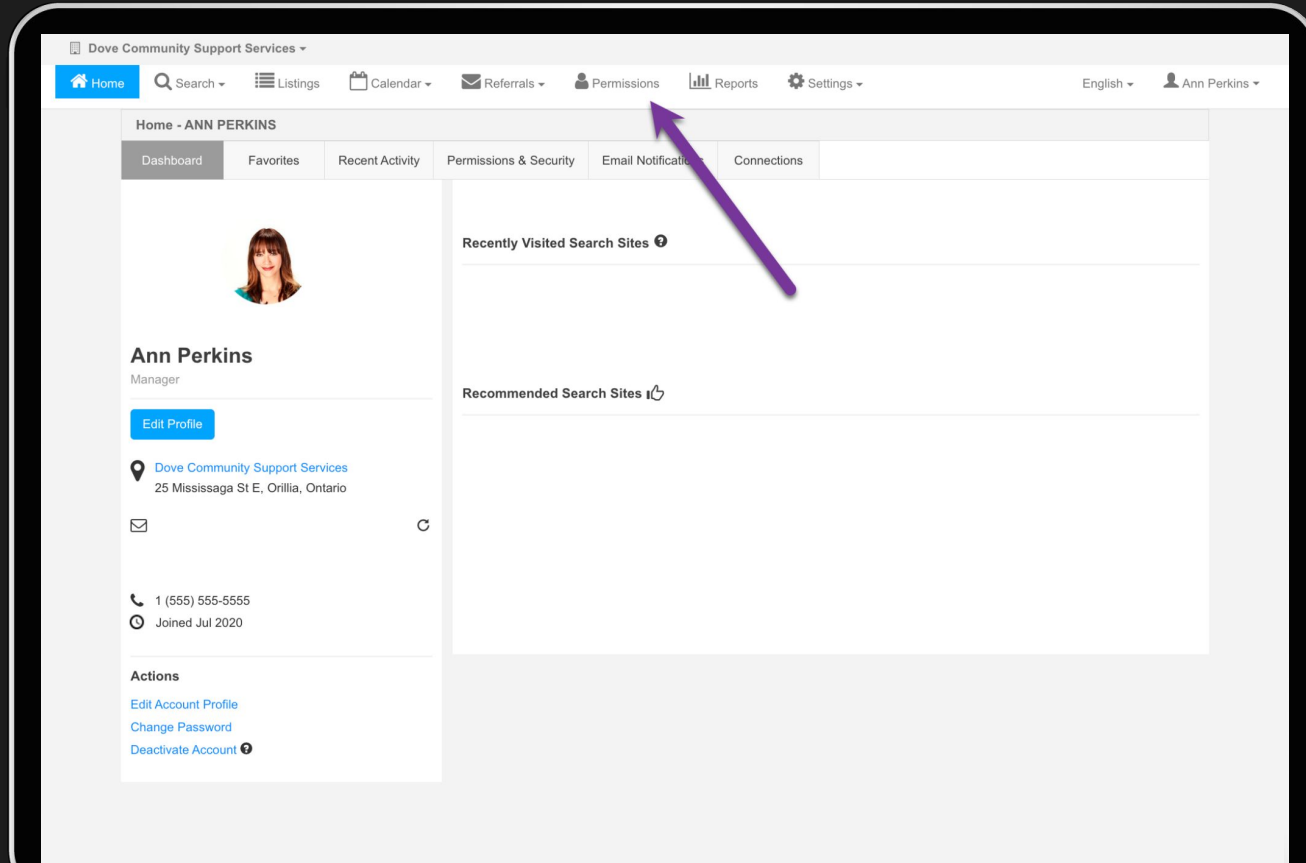 Dove Community Support Services
Home Search Listings Calendar Referrals Permissions Reports Settings English Ann Perkins
Home - ANN PERKINS
Dashboard Favorites Recent Activity Permissions & Security Email Notifications Connections
Recently Visited Search Sites
Ann Perkins
Manager
Recommended Search Sites
Edit Profile
Dove Community Support Services
25 Mississaga St E, Orillia, Ontario
1 (555) 555-5555
Joined Jul 2020
Actions
Edit Account Profile
Change Password
Deactivate Account